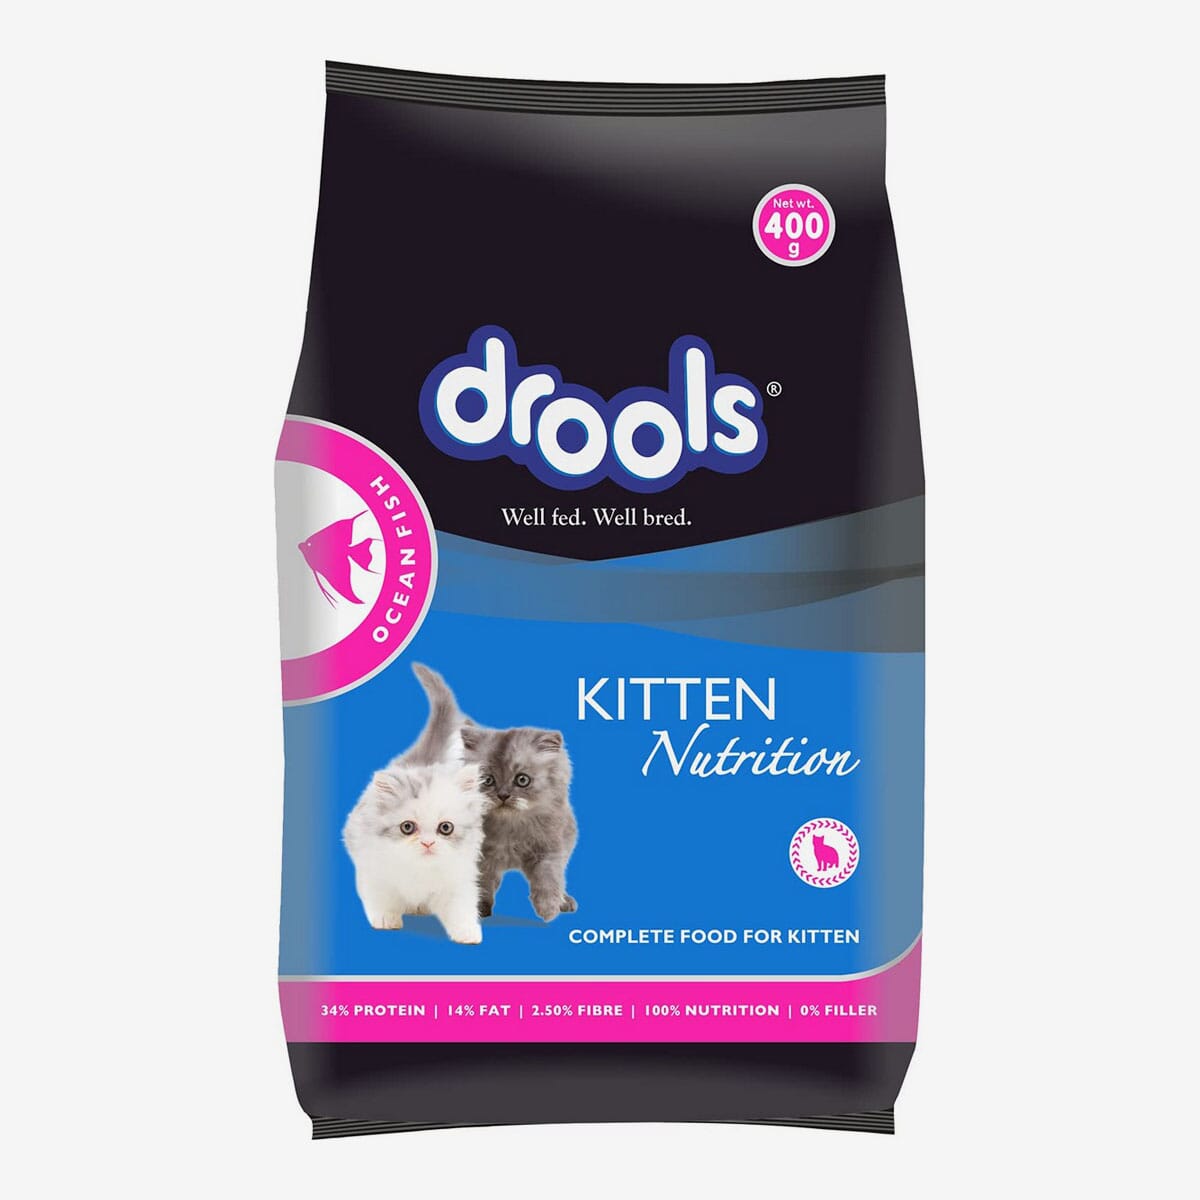 Net wt.
400
g
drools®
Well fed. Well bred.
OCEAN FISH
KITTEN
Nutrition
COMPLETE FOOD FOR KITTEN
34% PROTEIN | 14% FAT | 2.50% FIBRE | 100% NUTRITION | 0% FILLER